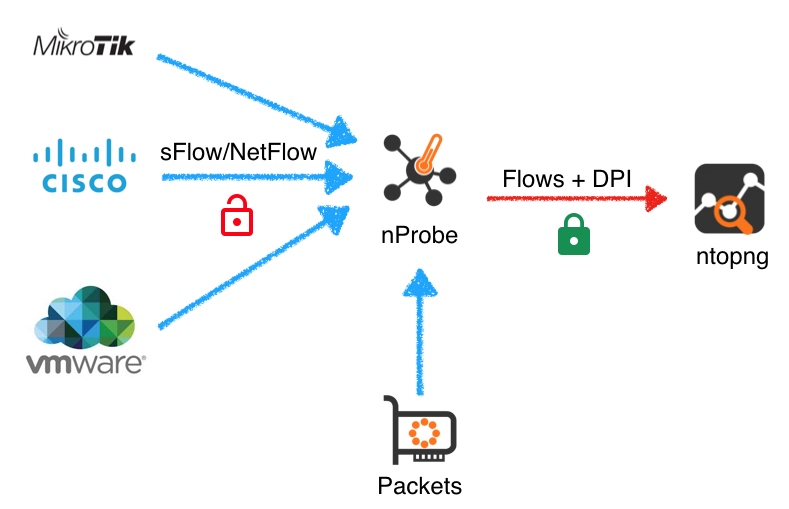 MikroTik
sFlow/NetFlow
CISCO
Flows + DPI
nProbe
ntopng
vmware®
Packets